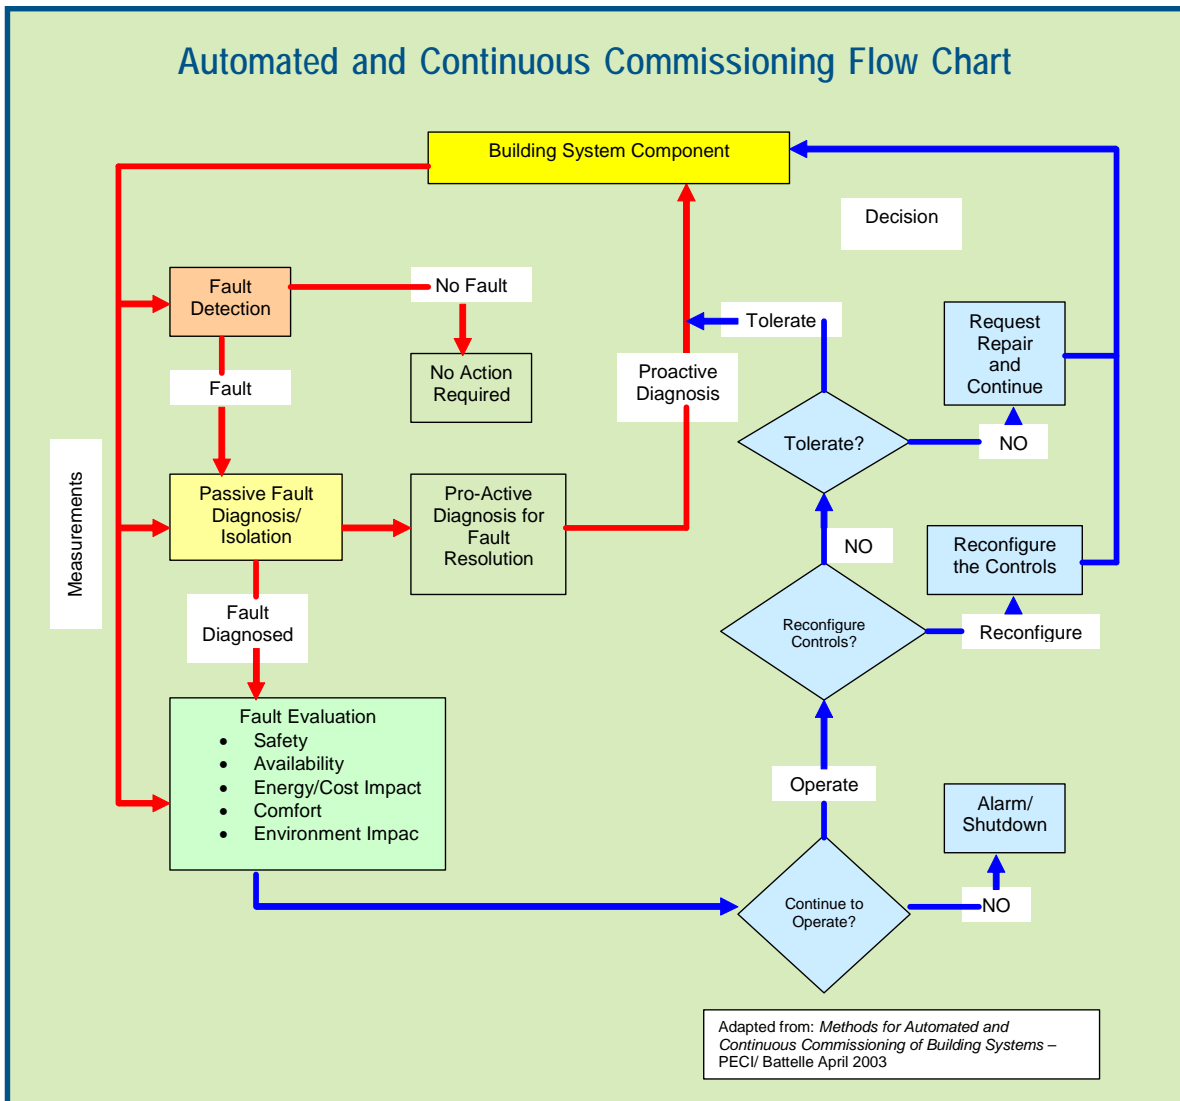 Automated and Continuous Commissioning Flow Chart
Building System Component
Decision
Fault
Detection
No Fault
No Action
Required
Fault
Measurements
Passive Fault
Diagnosis/
Isolation
Pro-Active
Diagnosis for
Fault
Resolution
Proactive
Diagnosis
Fault
Diagnosed
Fault Evaluation
• Safety
• Availability
• Energy/Cost Impact
• Comfort
• Environment Impac
Tolerate
Request
Repair
and
Continue
Tolerate?
NO
NO
Reconfigure
the Controls
Reconfigure
Controls?
Reconfigure
Operate
Alarm/
Shutdown
Continue to
Operate?
NO
Adapted from: Methods for Automated and
Continuous Commissioning of Building Systems –
PECI/ Battelle April 2003